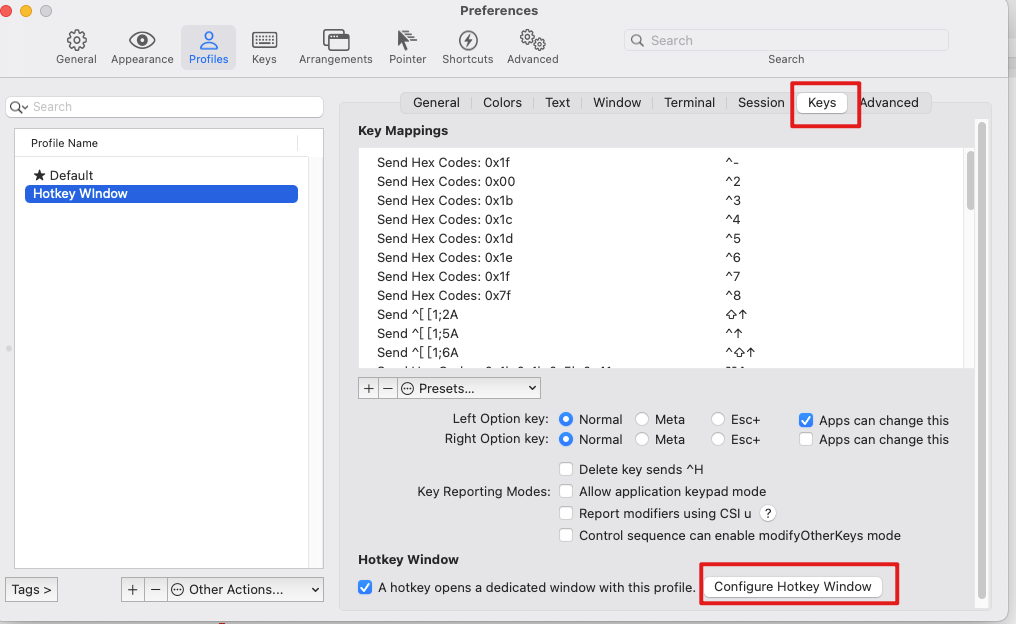 Preferences
General Appearance Profiles Keys Arrangements Pointer Shortcuts Advanced
Search
Search
Search
Profile Name
★ Default
Hotkey WIndow
Tags >
+ − Other Actions...
General Colors Text Window Terminal Session Keys Advanced
Key Mappings
Send Hex Codes: 0x1f ^-
Send Hex Codes: 0x00 ^2
Send Hex Codes: 0x1b ^3
Send Hex Codes: 0x1c ^4
Send Hex Codes: 0x1d ^5
Send Hex Codes: 0x1e ^6
Send Hex Codes: 0x1f ^7
Send Hex Codes: 0x7f ^8
Send ^[ [1;2A ⇧↑
Send ^[ [1;5A ^↑
Send ^[ [1;6A ^⇧↑
+ − Presets...
Left Option key: Normal Meta Esc+ Apps can change this
Right Option key: Normal Meta Esc+ Apps can change this
Delete key sends ^H
Key Reporting Modes: Allow application keypad mode
Report modifiers using CSI u ?
Control sequence can enable modifyOtherKeys mode
Hotkey Window
A hotkey opens a dedicated window with this profile. Configure Hotkey Window